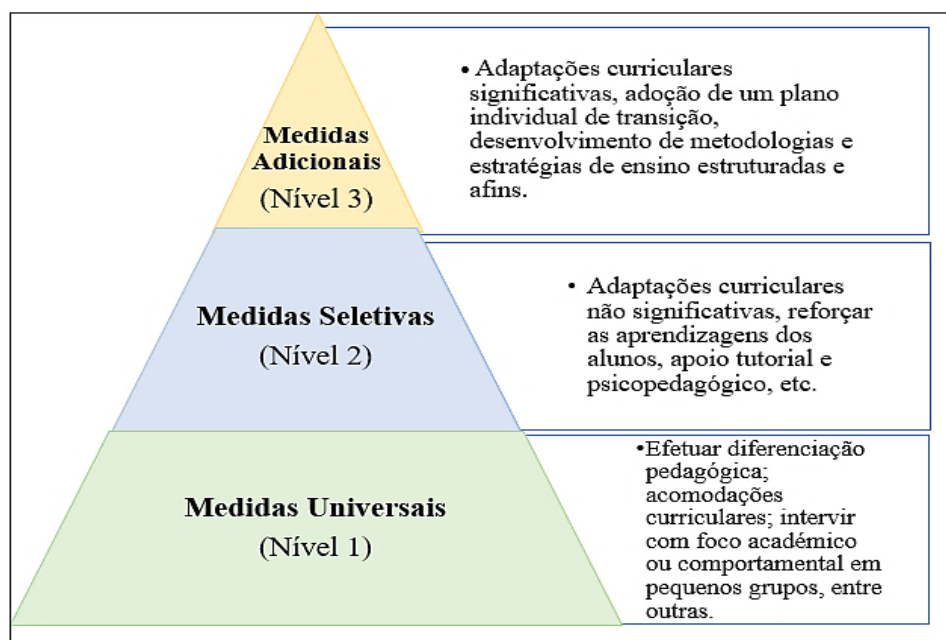 Medidas
Adicionais
(Nível 3)
• Adaptações curriculares
significativas, adoção de um plano
individual de transição,
desenvolvimento de metodologias e
estratégias de ensino estruturadas e
afins.
Medidas Seletivas
(Nível 2)
• Adaptações curriculares
não significativas, reforçar
as aprendizagens dos
alunos, apoio tutorial e
psicopedagógico, etc.
Medidas Universais
(Nível 1)
•Efetuar diferenciação
pedagógica;
acomodações
curriculares; intervir
com foco académico
ou comportamental em
pequenos grupos, entre
outras.